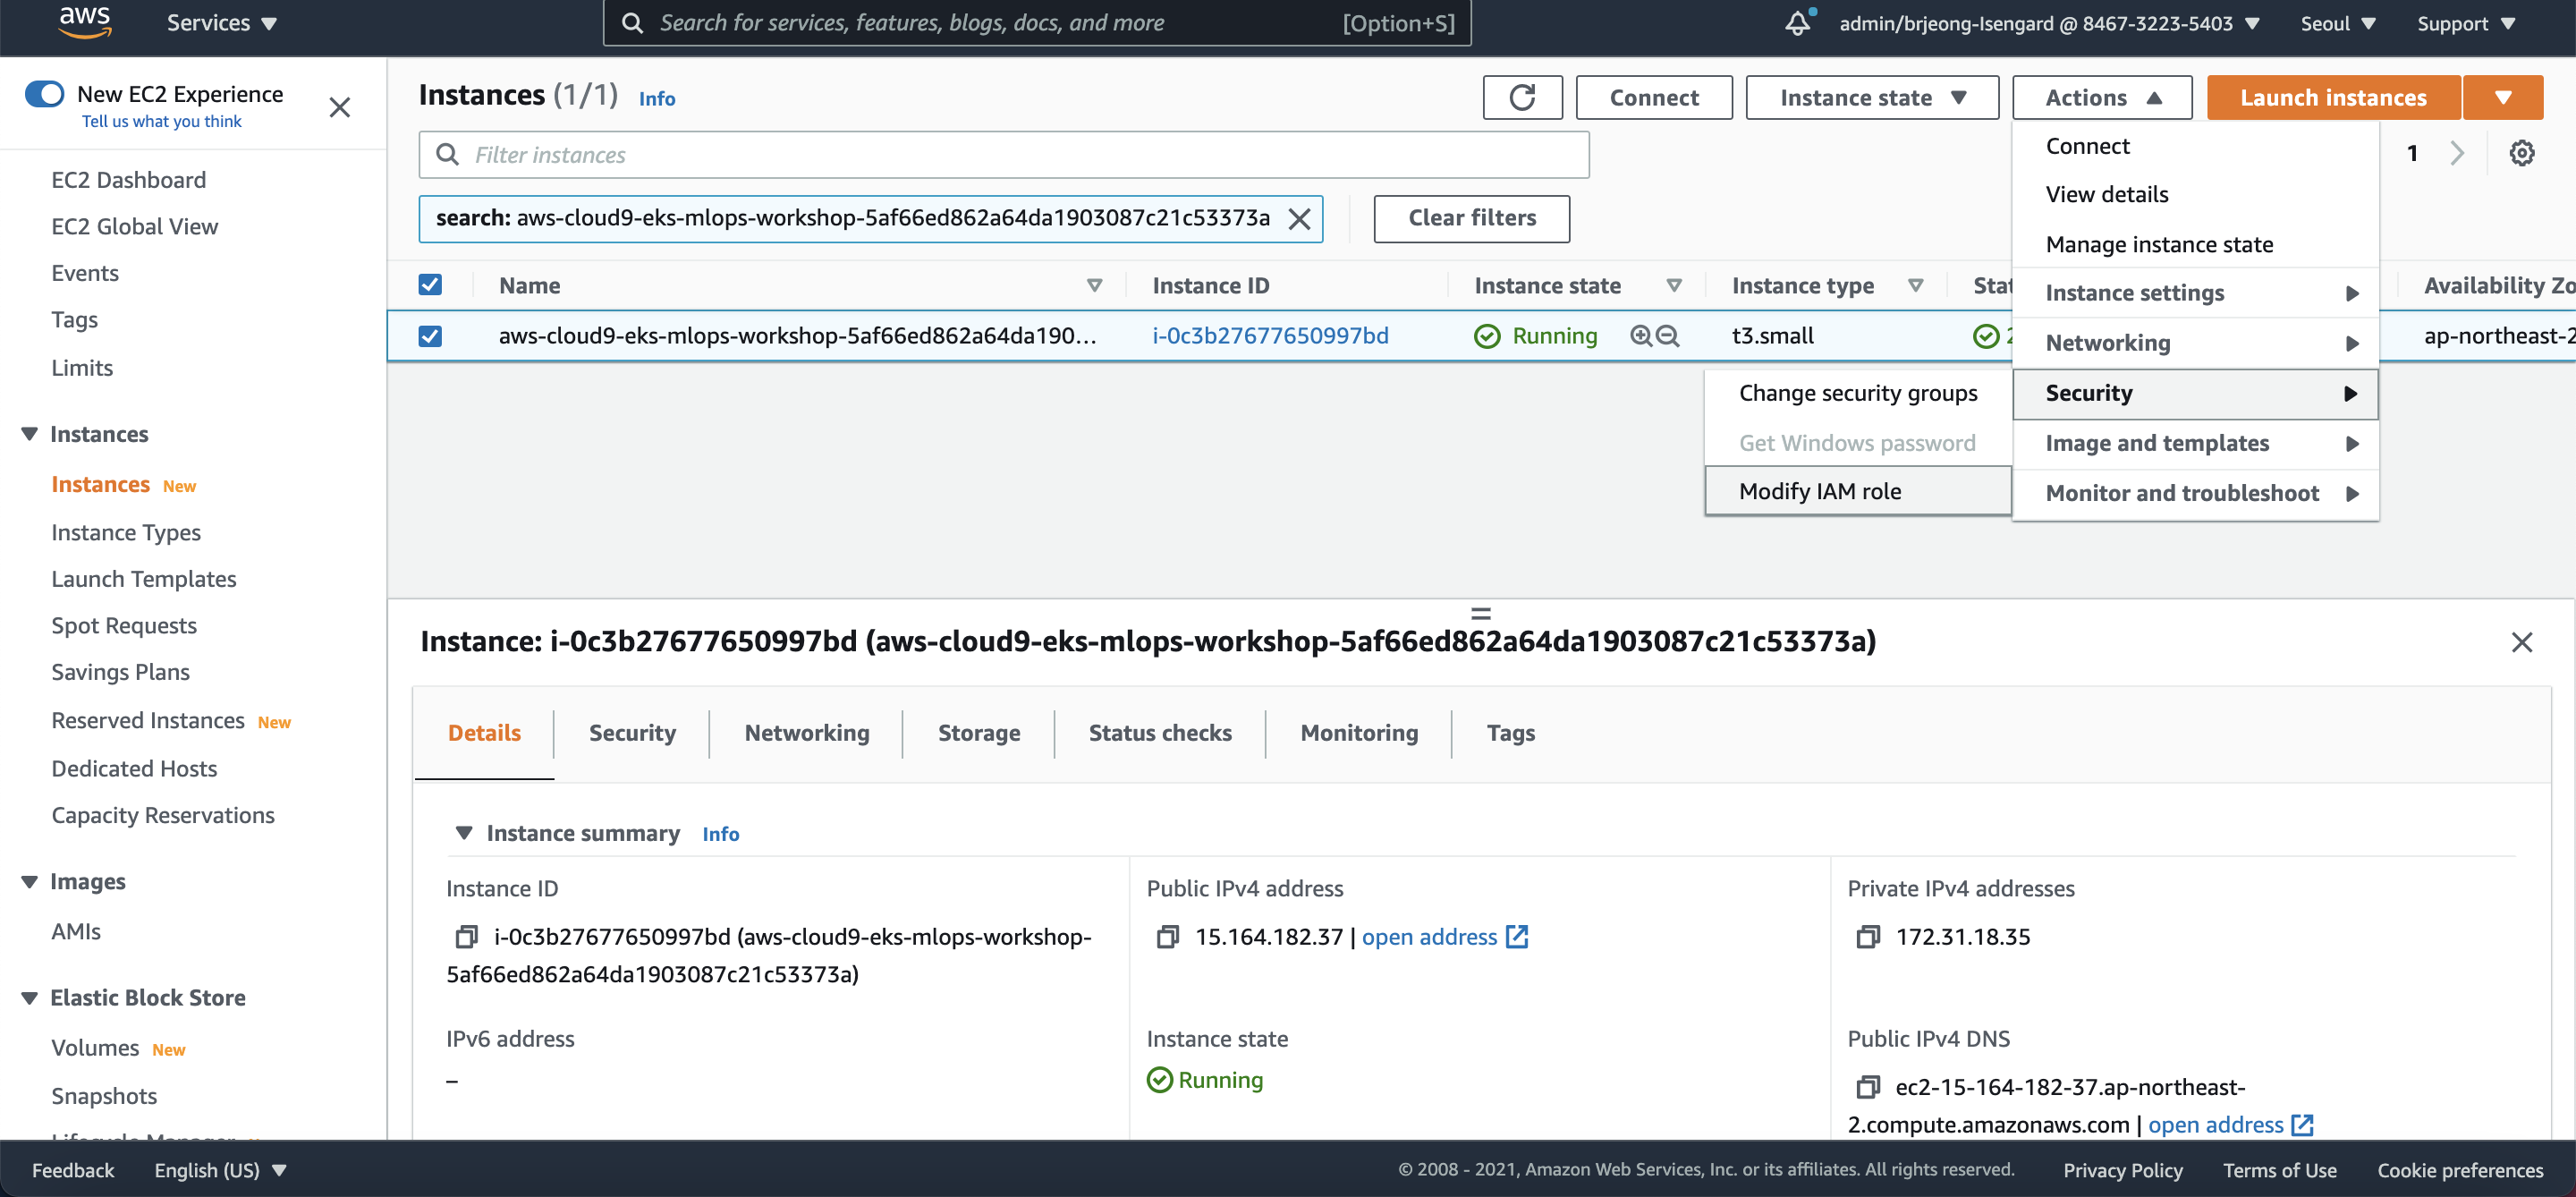 aws
Services
Search for services, features, blogs, docs, and more
[Option+S]
admin/brjeong-Isengard @ 8467-3223-5403
Seoul
Support
New EC2 Experience
Tell us what you think
EC2 Dashboard
EC2 Global View
Events
Tags
Limits
Instances
Instances New
Instance Types
Launch Templates
Spot Requests
Savings Plans
Reserved Instances New
Dedicated Hosts
Capacity Reservations
Images
AMIs
Elastic Block Store
Volumes New
Snapshots
Lifecycle Manager
Instances (1/1) Info
Connect
Instance state
Actions
Launch instances
Filter instances
1
search: aws-cloud9-eks-mlops-workshop-5af66ed862a64da1903087c21c53373a
Clear filters
Name
Instance ID
Instance state
Instance type
Stat
Availability Zo
aws-cloud9-eks-mlops-workshop-5af66ed862a64da190...
i-0c3b27677650997bd
Running
t3.small
2
ap-northeast-2
Connect
View details
Manage instance state
Instance settings
Networking
Security
Image and templates
Monitor and troubleshoot
Change security groups
Get Windows password
Modify IAM role
Instance: i-0c3b27677650997bd (aws-cloud9-eks-mlops-workshop-5af66ed862a64da1903087c21c53373a)
Details
Security
Networking
Storage
Status checks
Monitoring
Tags
Instance summary Info
Instance ID
i-0c3b27677650997bd (aws-cloud9-eks-mlops-workshop-
5af66ed862a64da1903087c21c53373a)
Public IPv4 address
15.164.182.37 | open address
Private IPv4 addresses
172.31.18.35
IPv6 address
–
Instance state
Running
Public IPv4 DNS
ec2-15-164-182-37.ap-northeast-
2.compute.amazonaws.com | open address
Feedback
English (US)
© 2008 - 2021, Amazon Web Services, Inc. or its affiliates. All rights reserved.
Privacy Policy
Terms of Use
Cookie preferences